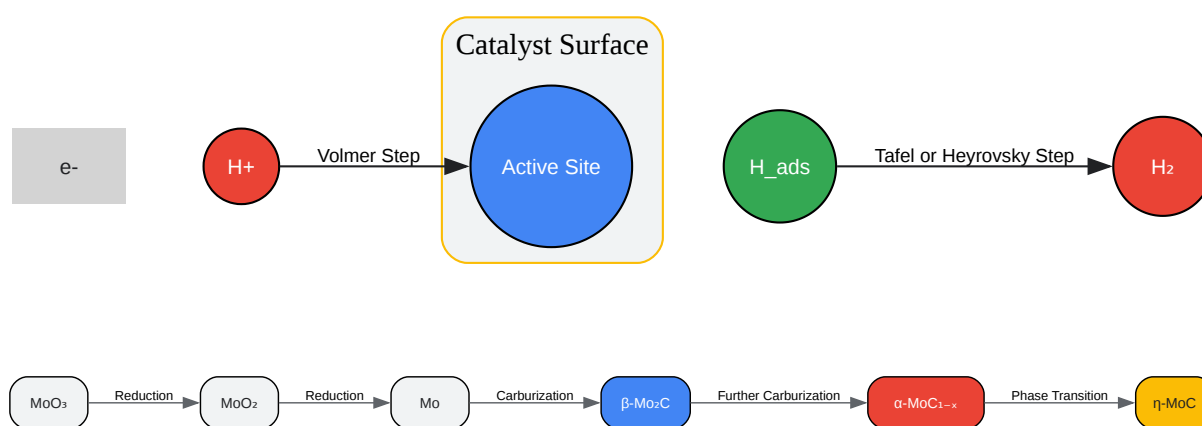 Catalyst Surface
e-
H+
Volmer Step
Active Site
H_ads
Tafel or Heyrovsky Step
H₂
MoO₃
Reduction
MoO₂
Reduction
Mo
Carburization
β-Mo₂C
Further Carburization
α-MoC₁₋ₓ
Phase Transition
η-MoC